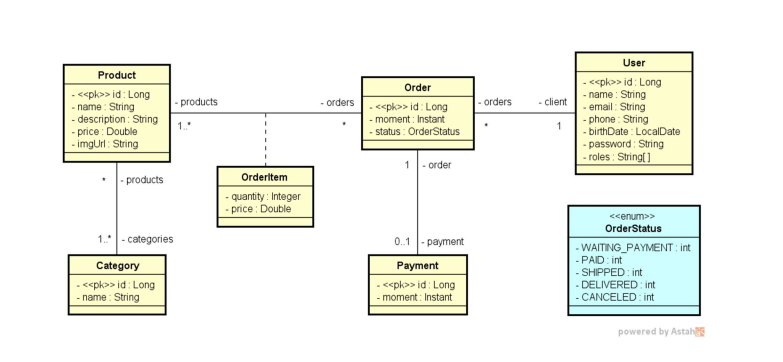 Product
- <<pk>> id : Long
- name : String
- description : String
- price : Double
- imgUrl : String
- products
1..*
- orders
*
Order
- <<pk>> id : Long
- moment : Instant
- status : OrderStatus
- orders
*
- client
1
User
- <<pk>> id : Long
- name : String
- email : String
- phone : String
- birthDate : LocalDate
- password : String
- roles : String[ ]
OrderItem
- quantity : Integer
- price : Double
* - products
1..* - categories
Category
- <<pk>> id : Long
- name : String
1 - order
0..1 - payment
Payment
- <<pk>> id : Long
- moment : Instant
<<enum>>
OrderStatus
- WAITING_PAYMENT : int
- PAID : int
- SHIPPED : int
- DELIVERED : int
- CANCELED : int
powered by Astah